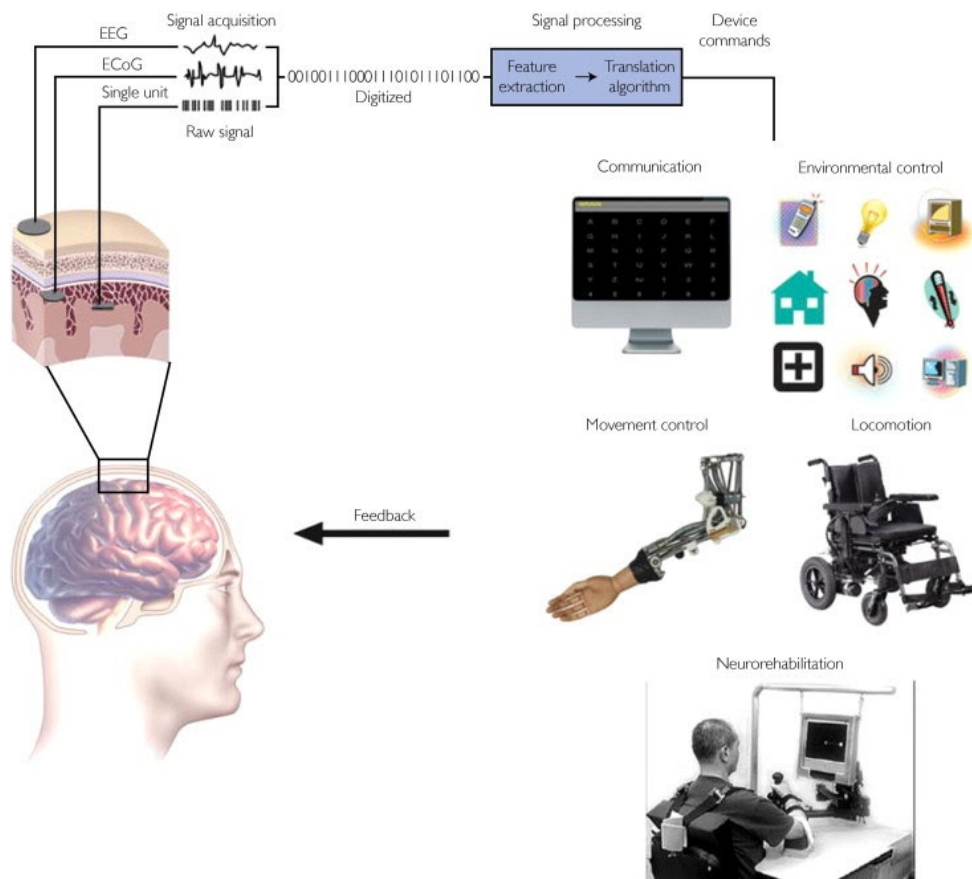 Signal acquisition
EEG
ECoG
Single unit
Raw signal
00100111000111010111101100
Digitized
Signal processing
Feature
extraction
Translation
algorithm
Device
commands
Communication
Environmental control
Movement control
Locomotion
Feedback
Neurorehabilitation